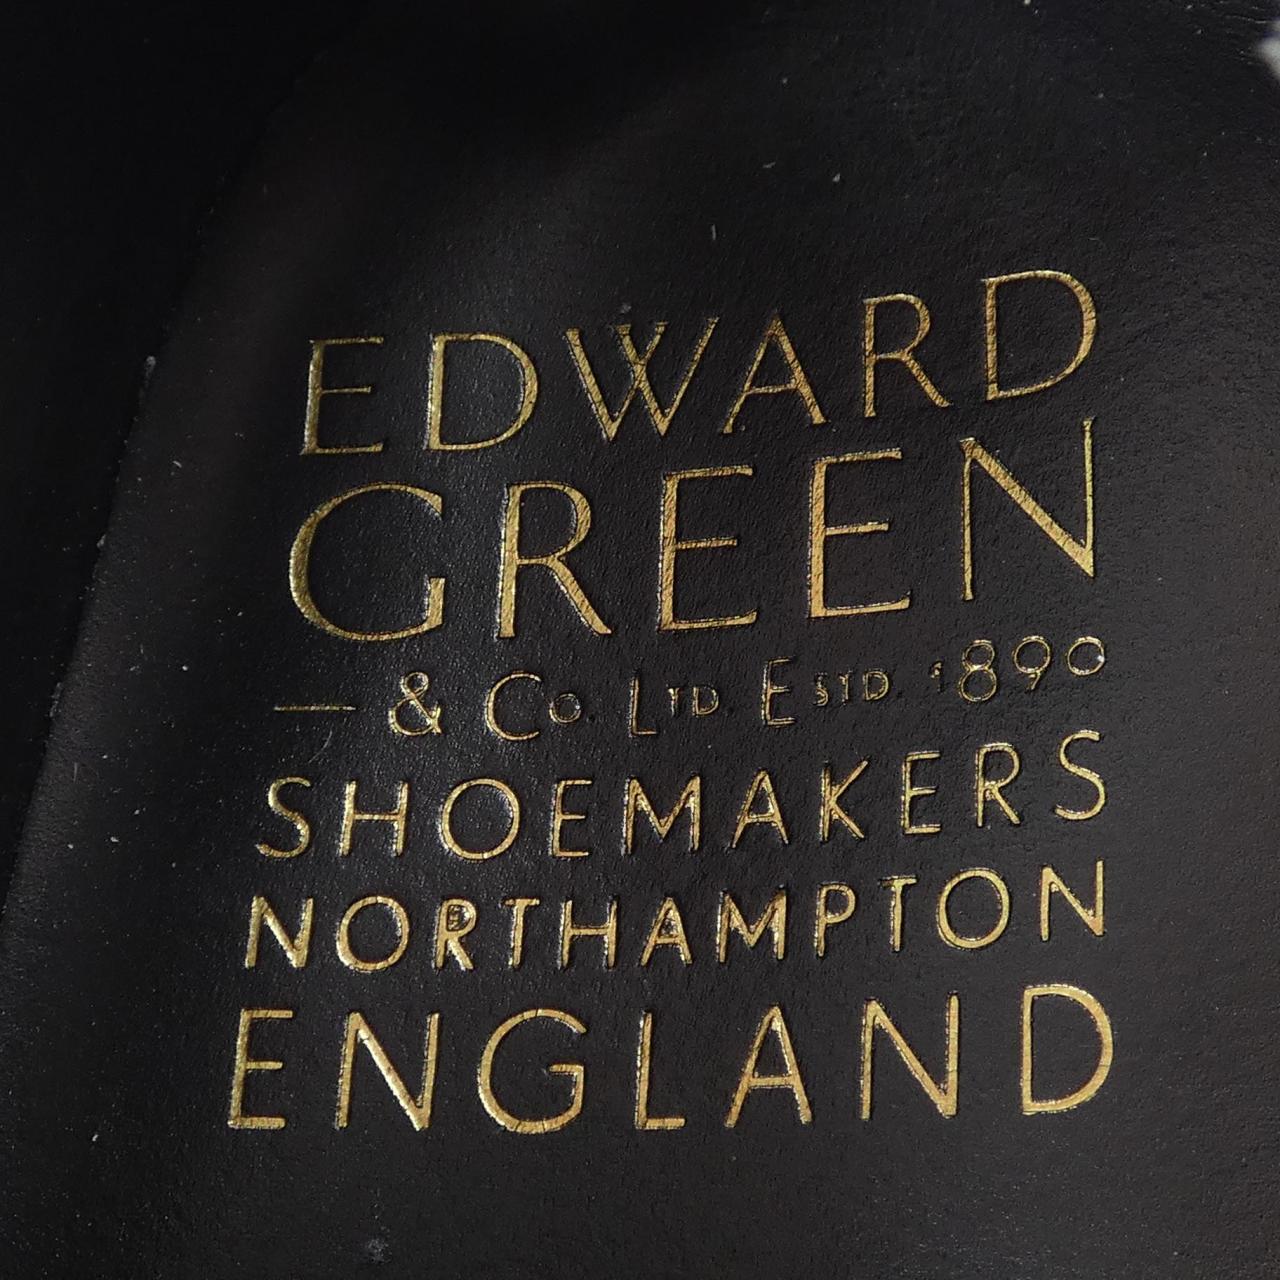 EDWARD
GREEN
— & Co. LTD. ESTD. 1890
SHOEMAKERS
NORTHAMPTON
ENGLAND